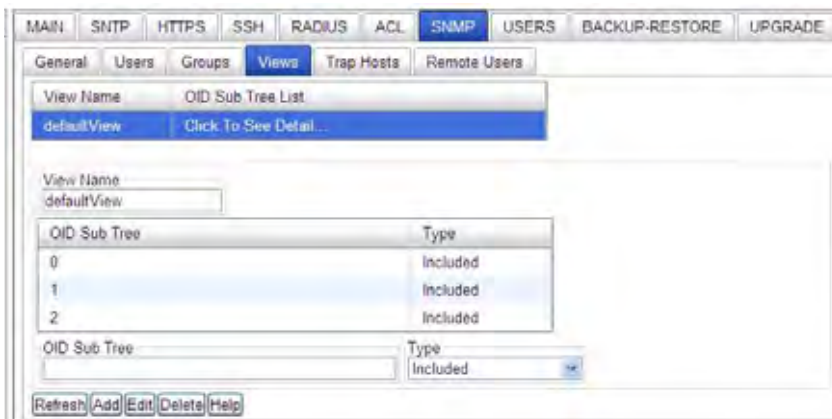 MAIN SNTP HTTPS SSH RADIUS ACL SNMP USERS BACKUP-RESTORE UPGRADE
General Users Groups Views Trap Hosts Remote Users
View Name OID Sub Tree List
defaultView Click To See Detail...
View Name
defaultView
OID Sub Tree Type
0 Included
1 Included
2 Included
OID Sub Tree Type
Included
Refresh Add Edit Delete Help